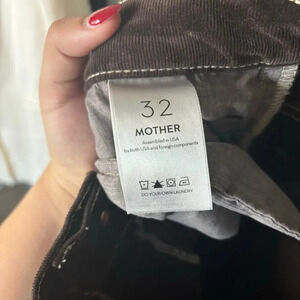 32
MOTHER
Assembled in USA
by both USA and foreign components
DO YOUR OWN LAUNDRY